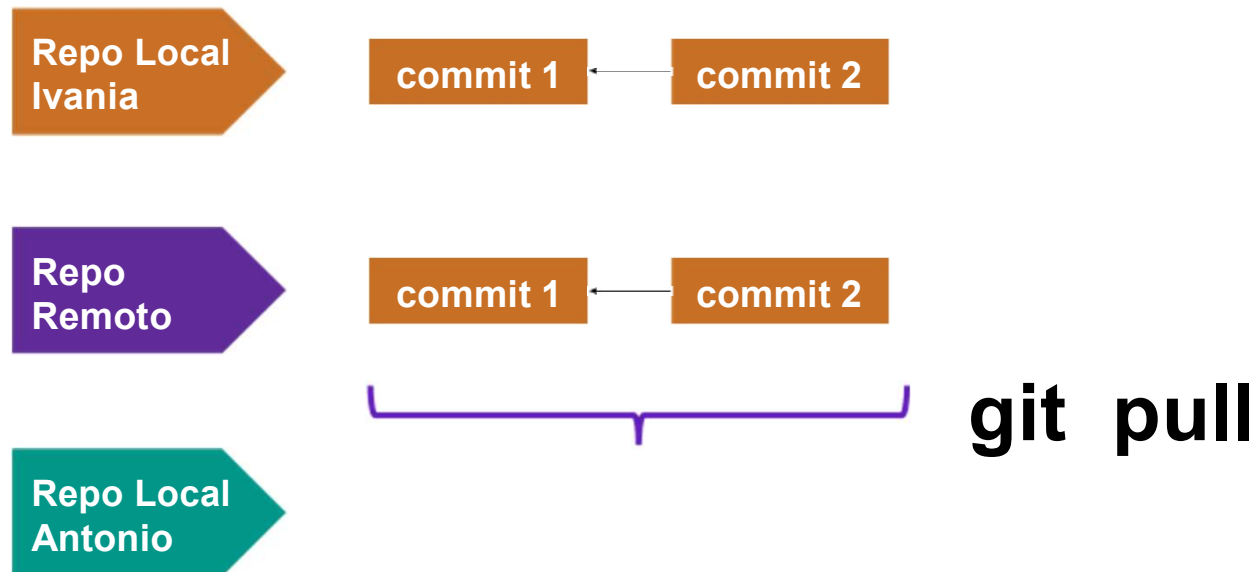 Repo Local
Ivania
commit 1
commit 2
Repo
Remoto
commit 1
commit 2
git pull
Repo Local
Antonio